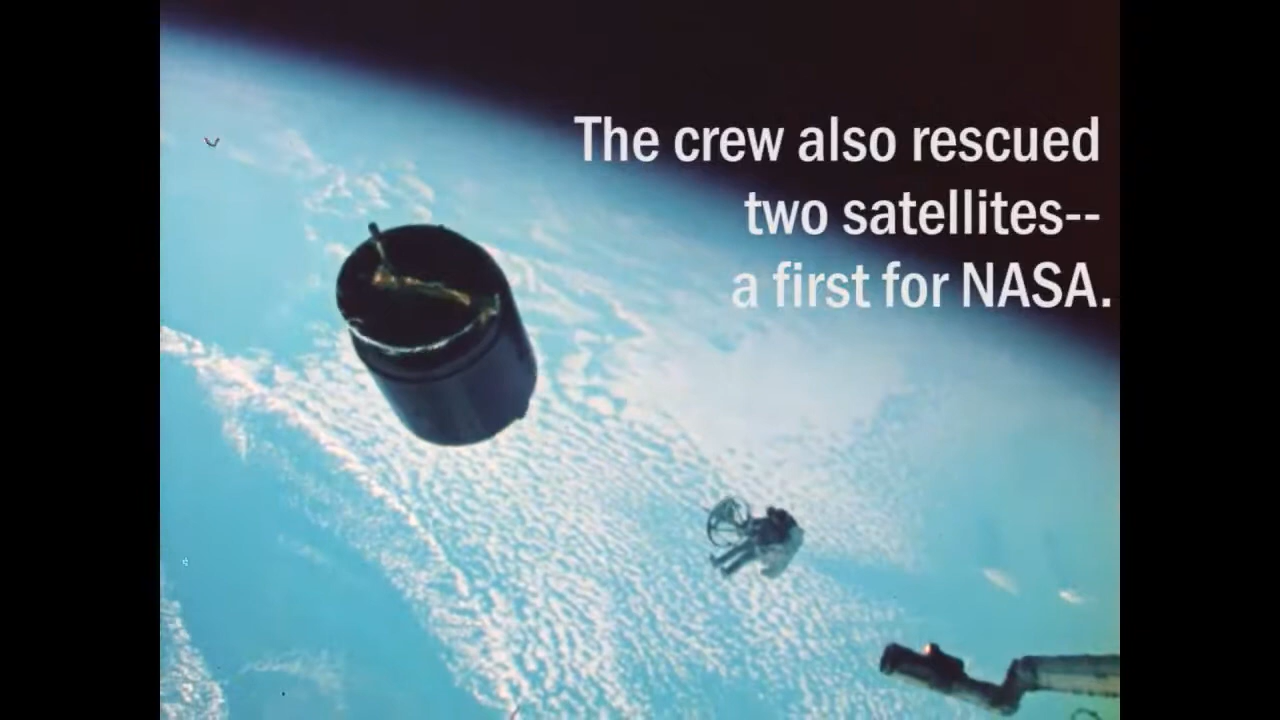 The crew also rescued
two satellites--
a first for NASA.